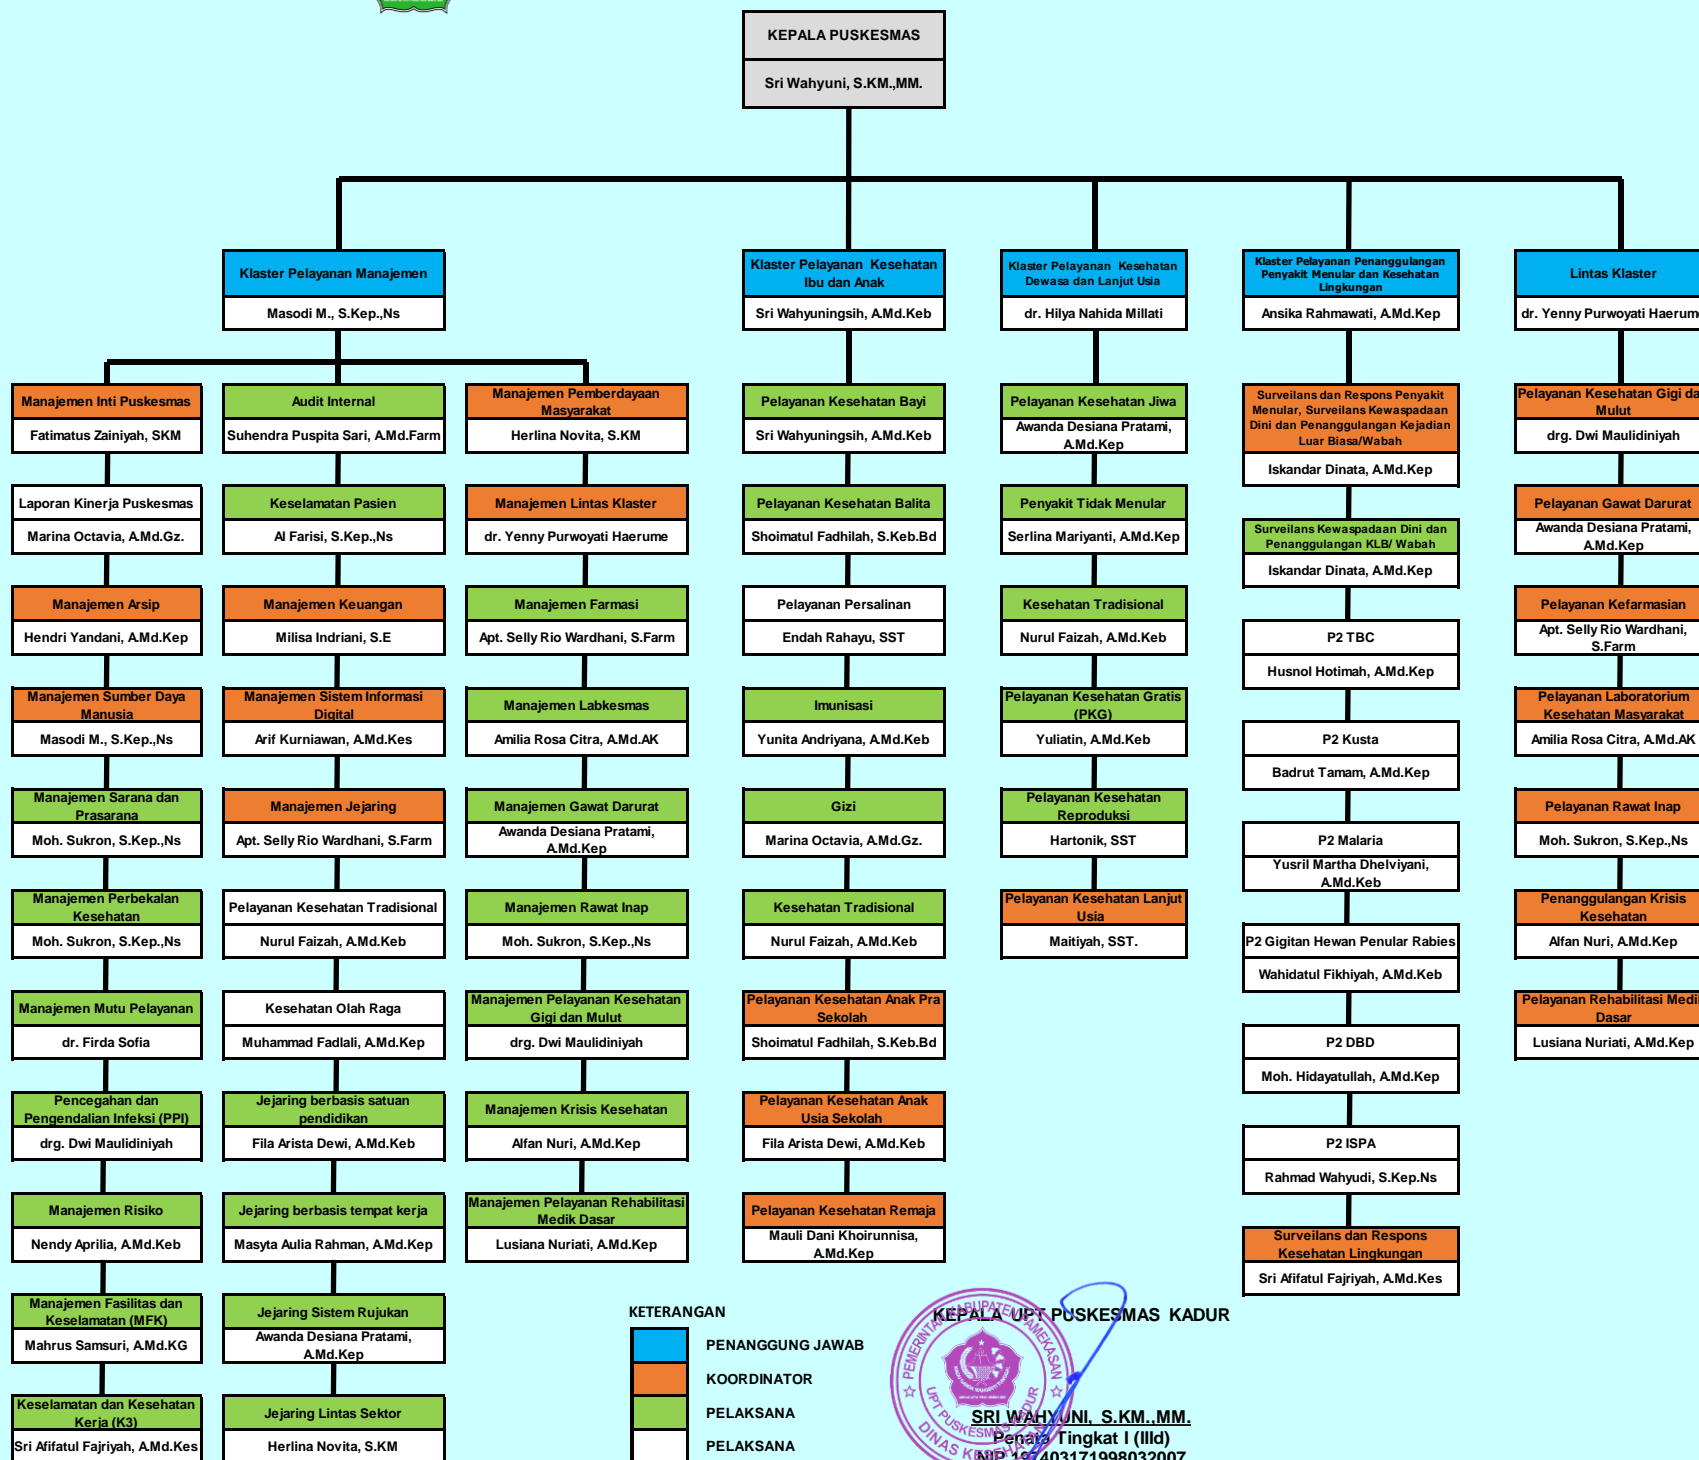 KEPALA PUSKESMAS
Sri Wahyuni, S.KM.,MM.
Klaster Pelayanan Manajemen
Masodi M., S.Kep.,Ns
Klaster Pelayanan Kesehatan
Ibu dan Anak
Sri Wahyuningsih, A.Md.Keb
Klaster Pelayanan Kesehatan
Dewasa dan Lanjut Usia
dr. Hilya Nahida Millati
Klaster Pelayanan Penanggulangan
Penyakit Menular dan Kesehatan
Lingkungan
Ansika Rahmawati, A.Md.Kep
Lintas Klaster
dr. Yenny Purwoyati Haerume
Manajemen Inti Puskesmas
Fatimatus Zainiyah, SKM
Laporan Kinerja Puskesmas
Marina Octavia, A.Md.Gz.
Manajemen Arsip
Hendri Yandani, A.Md.Kep
Manajemen Sumber Daya
Manusia
Masodi M., S.Kep.,Ns
Manajemen Sarana dan
Prasarana
Moh. Sukron, S.Kep.,Ns
Manajemen Perbekalan
Kesehatan
Moh. Sukron, S.Kep.,Ns
Manajemen Mutu Pelayanan
dr. Firda Sofia
Pencegahan dan
Pengendalian Infeksi (PPI)
drg. Dwi Maulidiniyah
Manajemen Risiko
Nendy Aprilia, A.Md.Keb
Manajemen Fasilitas dan
Keselamatan (MFK)
Mahrus Samsuri, A.Md.KG
Keselamatan dan Kesehatan
Kerja (K3)
Sri Afifatul Fajriyah, A.Md.Kes
Audit Internal
Suhendra Puspita Sari, A.Md.Farm
Keselamatan Pasien
Al Farisi, S.Kep.,Ns
Manajemen Keuangan
Milisa Indriani, S.E
Manajemen Sistem Informasi
Digital
Arif Kurniawan, A.Md.Kes
Manajemen Jejaring
Apt. Selly Rio Wardhani, S.Farm
Pelayanan Kesehatan Tradisional
Nurul Faizah, A.Md.Keb
Kesehatan Olah Raga
Muhammad Fadlali, A.Md.Kep
Jejaring berbasis satuan
pendidikan
Fila Arista Dewi, A.Md.Keb
Jejaring berbasis tempat kerja
Masyta Aulia Rahman, A.Md.Kep
Jejaring Sistem Rujukan
Awanda Desiana Pratami,
A.Md.Kep
Jejaring Lintas Sektor
Herlina Novita, S.KM
Manajemen Pemberdayaan
Masyarakat
Herlina Novita, S.KM
Manajemen Lintas Klaster
dr. Yenny Purwoyati Haerume
Manajemen Farmasi
Apt. Selly Rio Wardhani, S.Farm
Manajemen Labkesmas
Amilia Rosa Citra, A.Md.AK
Manajemen Gawat Darurat
Awanda Desiana Pratami,
A.Md.Kep
Manajemen Rawat Inap
Moh. Sukron, S.Kep.,Ns
Manajemen Pelayanan Kesehatan
Gigi dan Mulut
drg. Dwi Maulidiniyah
Manajemen Krisis Kesehatan
Alfan Nuri, A.Md.Kep
Manajemen Pelayanan Rehabilitasi
Medik Dasar
Lusiana Nuriati, A.Md.Kep
Pelayanan Kesehatan Bayi
Sri Wahyuningsih, A.Md.Keb
Pelayanan Kesehatan Balita
Shoimatul Fadhilah, S.Keb.Bd
Pelayanan Persalinan
Endah Rahayu, SST
Imunisasi
Yunita Andriyana, A.Md.Keb
Gizi
Marina Octavia, A.Md.Gz.
Kesehatan Tradisional
Nurul Faizah, A.Md.Keb
Pelayanan Kesehatan Anak Pra
Sekolah
Shoimatul Fadhilah, S.Keb.Bd
Pelayanan Kesehatan Anak
Usia Sekolah
Fila Arista Dewi, A.Md.Keb
Pelayanan Kesehatan Remaja
Mauli Dani Khoirunnisa,
A.Md.Kep
Pelayanan Kesehatan Jiwa
Awanda Desiana Pratami,
A.Md.Kep
Penyakit Tidak Menular
Serlina Mariyanti, A.Md.Kep
Kesehatan Tradisional
Nurul Faizah, A.Md.Keb
Pelayanan Kesehatan Gratis
(PKG)
Yuliatin, A.Md.Keb
Pelayanan Kesehatan
Reproduksi
Hartonik, SST
Pelayanan Kesehatan Lanjut
Usia
Maitiyah, SST.
Surveilans dan Respons Penyakit
Menular, Surveilans Kewaspadaan
Dini dan Penanggulangan Kejadian
Luar Biasa/Wabah
Iskandar Dinata, A.Md.Kep
Surveilans Kewaspadaan Dini dan
Penanggulangan KLB/ Wabah
Iskandar Dinata, A.Md.Kep
P2 TBC
Husnol Hotimah, A.Md.Kep
P2 Kusta
Badrut Tamam, A.Md.Kep
P2 Malaria
Yusril Martha Dhelviyani,
A.Md.Keb
P2 Gigitan Hewan Penular Rabies
Wahidatul Fikhiyah, A.Md.Keb
P2 DBD
Moh. Hidayatullah, A.Md.Kep
P2 ISPA
Rahmad Wahyudi, S.Kep.Ns
Surveilans dan Respons
Kesehatan Lingkungan
Sri Afifatul Fajriyah, A.Md.Kes
Pelayanan Kesehatan Gigi da
Mulut
drg. Dwi Maulidiniyah
Pelayanan Gawat Darurat
Awanda Desiana Pratami,
A.Md.Kep
Pelayanan Kefarmasian
Apt. Selly Rio Wardhani,
S.Farm
Pelayanan Laboratorium
Kesehatan Masyarakat
Amilia Rosa Citra, A.Md.AK
Pelayanan Rawat Inap
Moh. Sukron, S.Kep.,Ns
Penanggulangan Krisis
Kesehatan
Alfan Nuri, A.Md.Kep
Pelayanan Rehabilitasi Medi
Dasar
Lusiana Nuriati, A.Md.Kep
KETERANGAN
PENANGGUNG JAWAB
KOORDINATOR
PELAKSANA
PELAKSANA
KEPALA UPT PUSKESMAS KADUR
PEMERINTAH KABUPATEN PAMEKASAN
UPT PUSKESMAS KADUR
DINAS KESEHATAN
SRI WAHYUNI, S.KM.,MM.
Penata Tingkat I (IIId)
NIP 197403171998032007